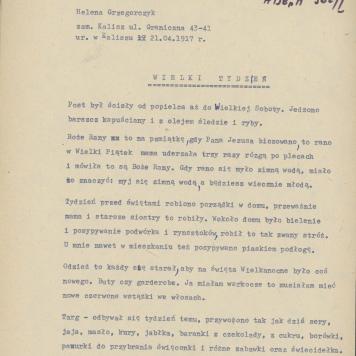 Helena Grzegorczyk
zam. Kalisz ul. Graniczna 43-41
ur. w Kaliszu 21.04.1917 r.
WIELKI TYDZIEŃ
Post był ścisły od popielca aż do Wielkiej Soboty. Jedzono
barszcz kapuściany i z olejem śledzie i ryby.
Boże Rany to na pamiątkę, gdy Pana Jezusa biczowano, to rano
w Wielki Piątek mama uderzała trzy razy rózgą po plecach
i mówiła to są Boże Rany. Gdy rano się myło zimną wodą, miało
to znaczyć: myj się zimną wodą, a będziesz wiecznie młodą.
Tydzień przed świętami robiono porządki w domu, przeważnie
mama i starsze siostry to robiły. Wokoło domu było bielenie
i posypywanie podwórka i rynsztoków, robił to tak zwany stróż.
U mnie nawet w mieszkaniu też posypywano piaskiem podłogę.
Odzież to każdy się starał, aby na święta Wielkanocne było coś
nowego. Buty czy garderoba. Ja miałam warkocze to musiałam mieć
nowe czerwone wstążki we włosach.
Targ - odbywał się tydzień temu, przywożono tak jak dziś sery,
jaja, masło, kury, jabłka, baranki z czekolady, z cukru, borówki,
pazurki do przybrania święconki i różne zabawki oraz świecidełka.